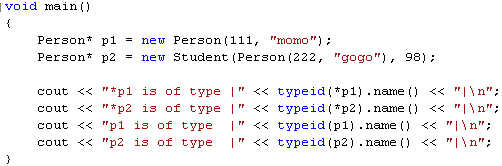 void main()
{
Person* p1 = new Person(111, "momo");
Person* p2 = new Student(Person(222, "gogo"), 98);
cout << "*p1 is of type |" << typeid(*p1).name() << "|\n";
cout << "*p2 is of type |" << typeid(*p2).name() << "|\n";
cout << "p1 is of type  |" << typeid(p1).name() << "|\n";
cout << "p2 is of type  |" << typeid(p2).name() << "|\n";
}